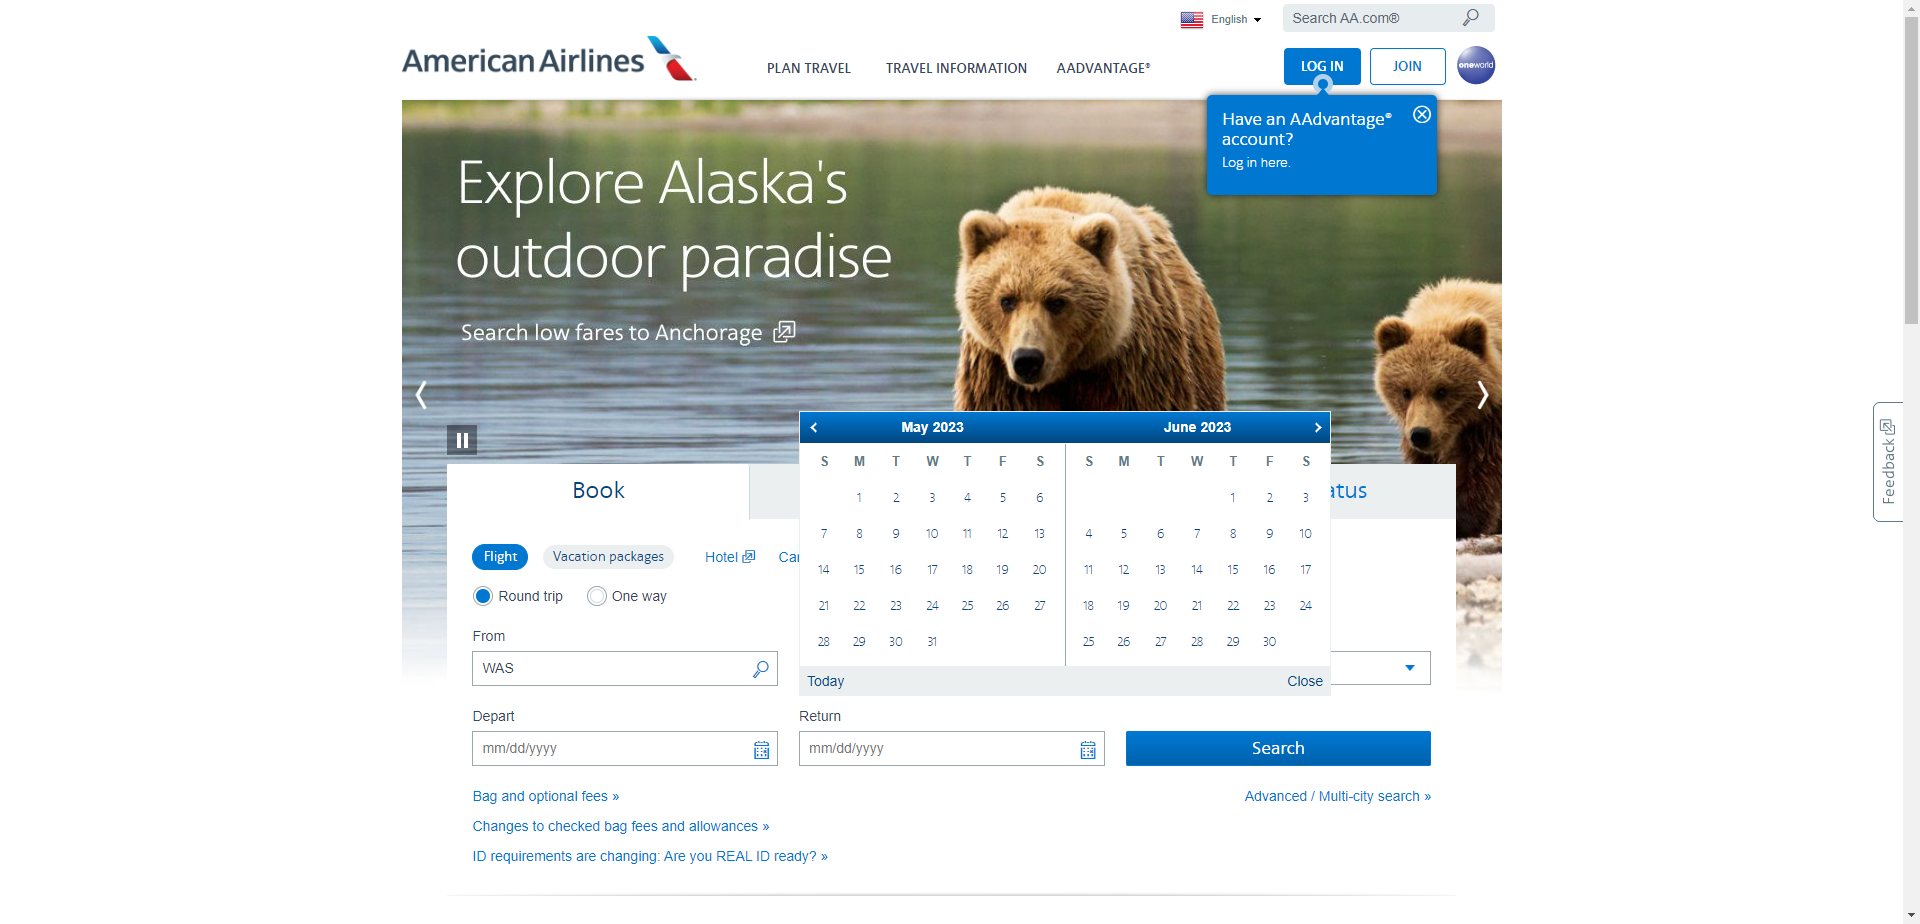 English
Search AA.com®
American Airlines
PLAN TRAVEL
TRAVEL INFORMATION
AADVANTAGE®
LOG IN
JOIN
oneworld
Have an AAdvantage®
account?
Log in here.
Explore Alaska's
outdoor paradise
Search low fares to Anchorage
Feedback
May 2023
June 2023
S M T W T F S
S M T W T F S
1 2 3 4 5 6
1 2 3
7 8 9 10 11 12 13
4 5 6 7 8 9 10
14 15 16 17 18 19 20
11 12 13 14 15 16 17
21 22 23 24 25 26 27
18 19 20 21 22 23 24
28 29 30 31
25 26 27 28 29 30
Today
Close
Book
atus
Flight
Vacation packages
Hotel
Car
Round trip
One way
From
WAS
Depart
Return
mm/dd/yyyy
mm/dd/yyyy
Search
Bag and optional fees »
Advanced / Multi-city search »
Changes to checked bag fees and allowances »
ID requirements are changing: Are you REAL ID ready? »